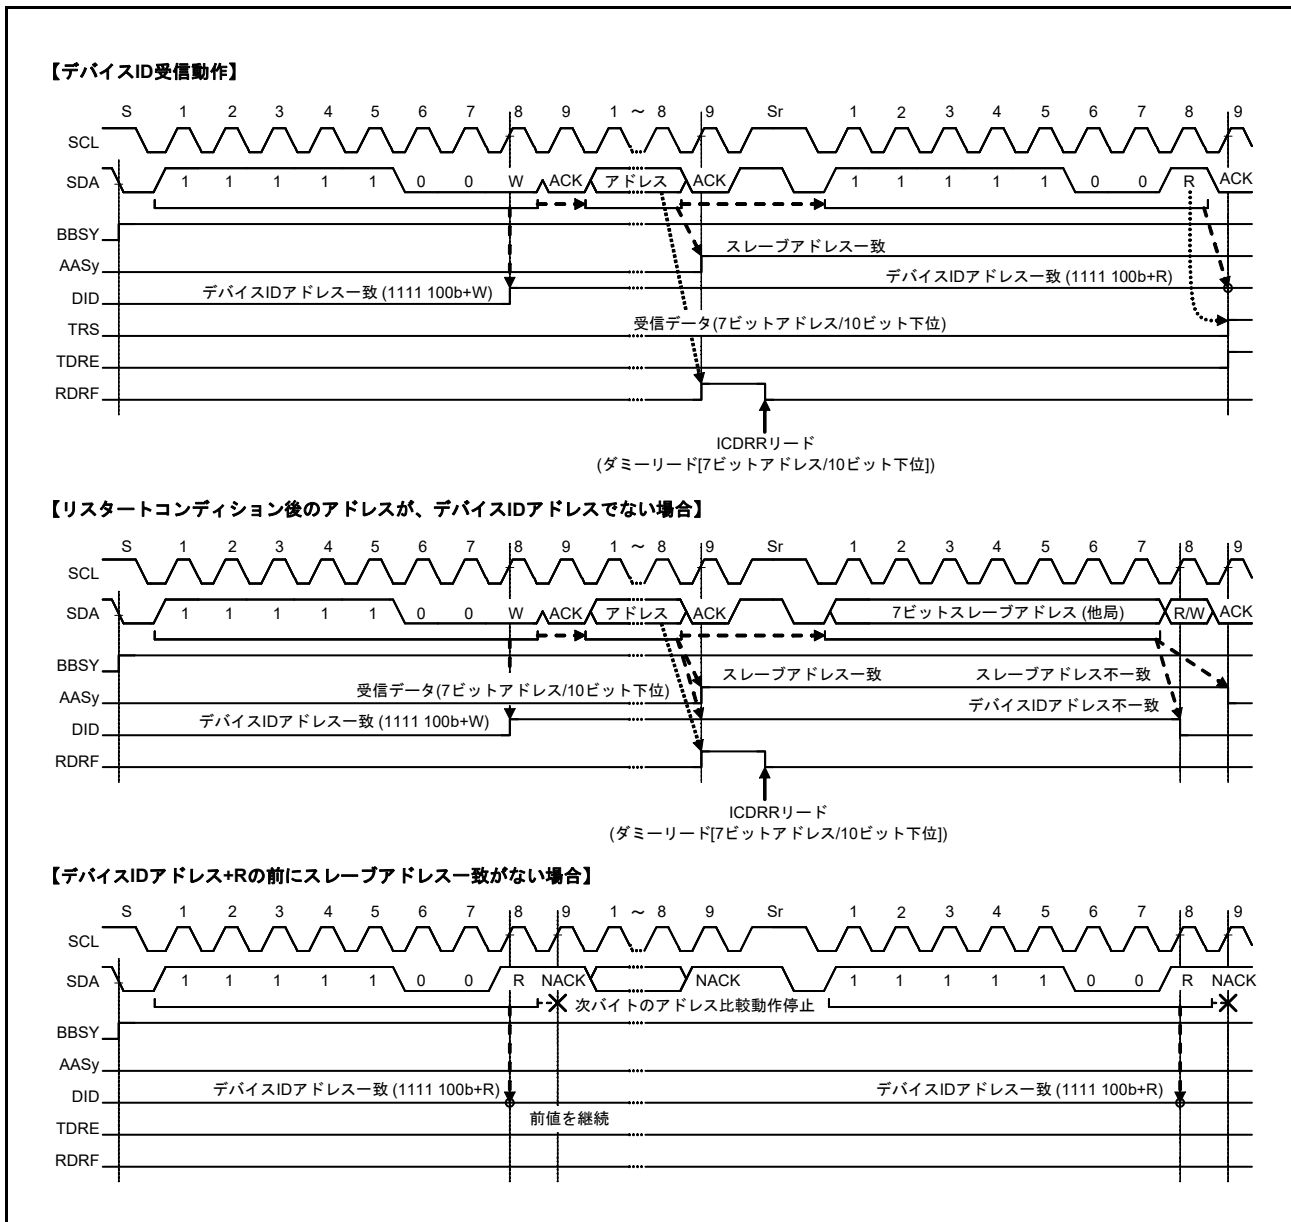 【デバイスID受信動作】
S 1 2 3 4 5 6 7 8 9 1 ～ 8 9 Sr 1 2 3 4 5 6 7 8 9
SCL
SDA 1 1 1 1 1 0 0 W ACK アドレス ACK 1 1 1 1 1 0 0 R ACK
BBSY
スレーブアドレス一致
AASy
デバイスIDアドレス一致 (1111 100b+R)
デバイスIDアドレス一致 (1111 100b+W)
DID
TRS
受信データ(7ビットアドレス/10ビット下位)
TDRE
RDRF
ICDRRリード
(ダミーリード[7ビットアドレス/10ビット下位])
【リスタートコンディション後のアドレスが、デバイスIDアドレスでない場合】
S 1 2 3 4 5 6 7 8 9 1 ～ 8 9 Sr 1 2 3 4 5 6 7 8 9
SCL
SDA 1 1 1 1 1 0 0 W ACK アドレス ACK 7ビットスレーブアドレス (他局) R/W ACK
BBSY
スレーブアドレス一致 スレーブアドレス不一致
AASy 受信データ(7ビットアドレス/10ビット下位)
デバイスIDアドレス不一致
DID デバイスIDアドレス一致 (1111 100b+W)
RDRF
ICDRRリード
(ダミーリード[7ビットアドレス/10ビット下位])
【デバイスIDアドレス+Rの前にスレーブアドレス一致がない場合】
S 1 2 3 4 5 6 7 8 9 1 ～ 8 9 Sr 1 2 3 4 5 6 7 8 9
SCL
SDA 1 1 1 1 1 0 0 R NACK NACK 1 1 1 1 1 0 0 R NACK
次バイトのアドレス比較動作停止
BBSY
AASy
DID デバイスIDアドレス一致 (1111 100b+R) デバイスIDアドレス一致 (1111 100b+R)
前値を継続
TDRE
RDRF